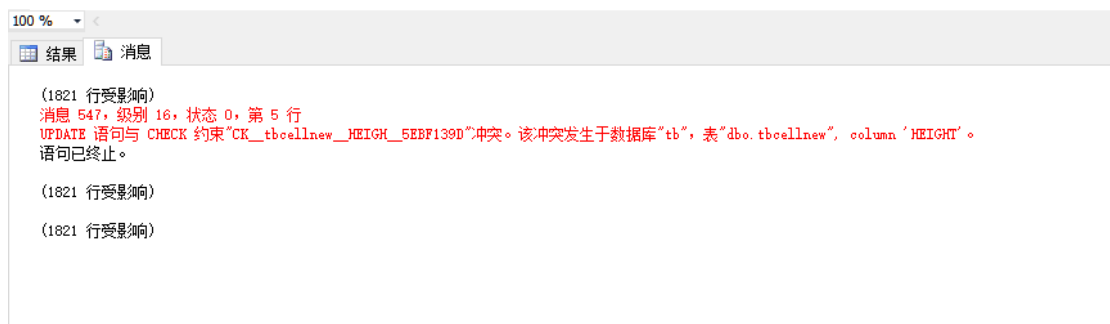 100 %
结果 消息
(1821 行受影响)
消息 547，级别 16，状态 0，第 5 行
UPDATE 语句与 CHECK 约束"CK__tbcellnew__HEIGH__5EBF139D"冲突。该冲突发生于数据库"tb"，表"dbo.tbcellnew", column 'HEIGHT'。
语句已终止。
(1821 行受影响)
(1821 行受影响)